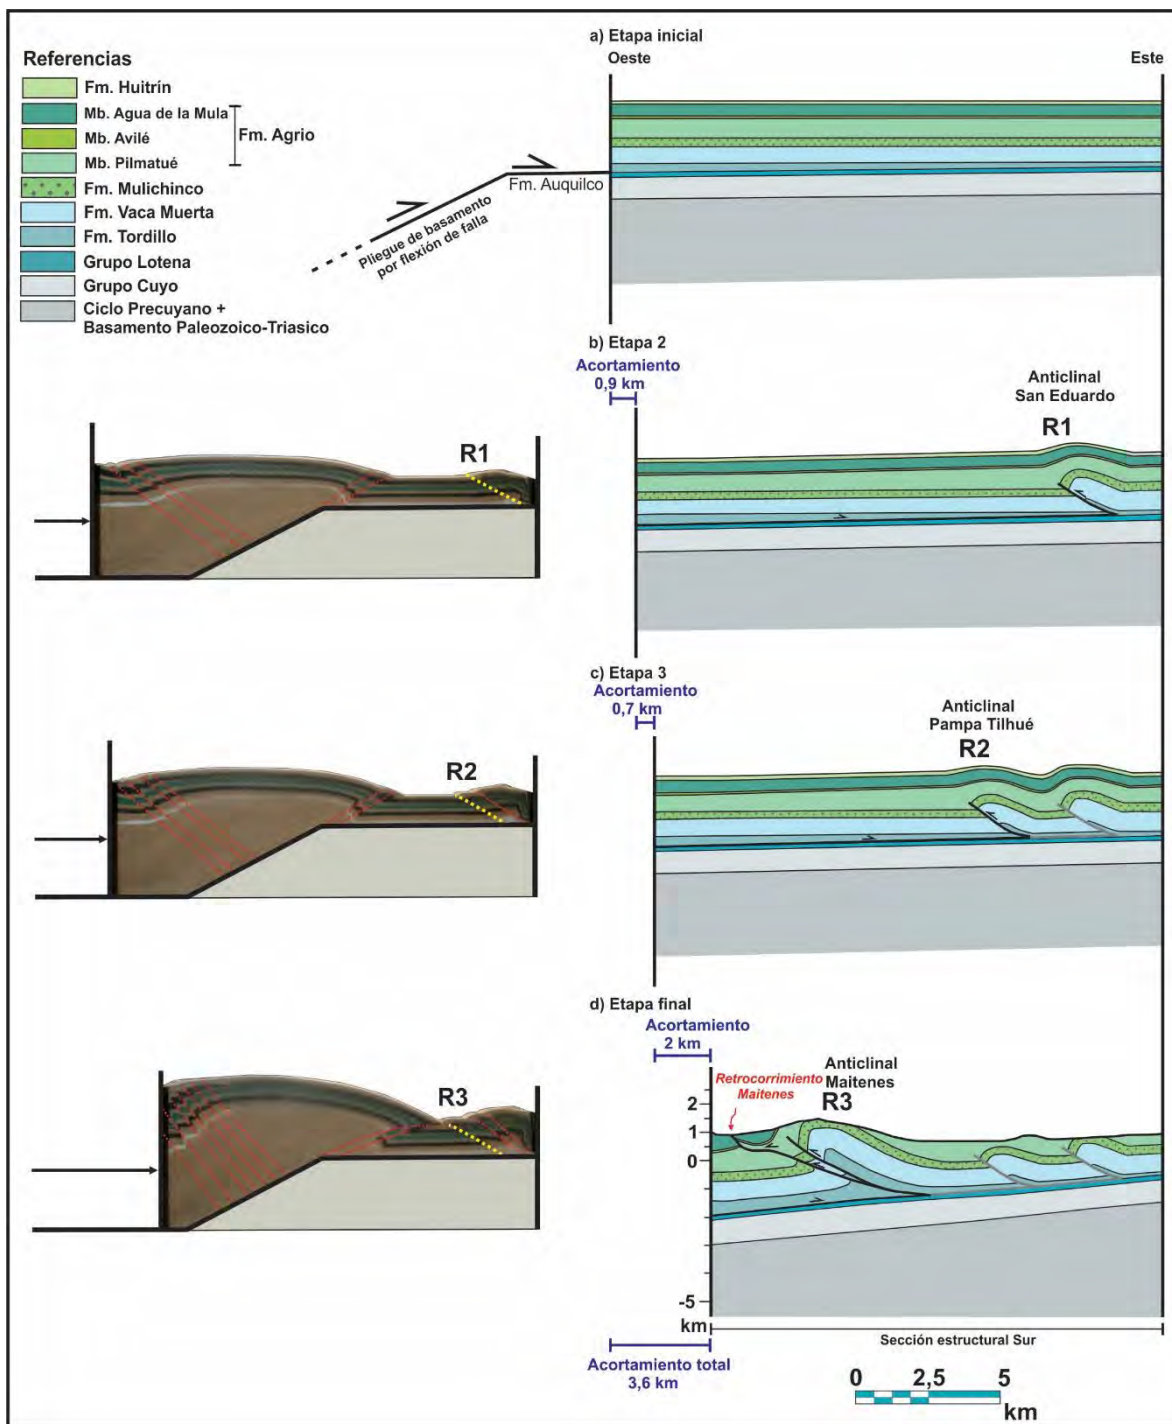 a) Etapa inicial
Oeste
Este
Referencias
Fm. Huitrín
Mb. Agua de la Mula
Mb. Avilé
Fm. Agrio
Mb. Pilmatué
Fm. Mulichinco
Fm. Vaca Muerta
Fm. Tordillo
Grupo Lotena
Grupo Cuyo
Ciclo Precuyano +
Basamento Paleozoico-Triasico
Fm. Auquilco
Pliegue de basamento
por flexión de falla
b) Etapa 2
Acortamiento
0,9 km
Anticlinal
San Eduardo
R1
R1
c) Etapa 3
Acortamiento
0,7 km
Anticlinal
Pampa Tilhué
R2
R2
d) Etapa final
Acortamiento
2 km
Retrocorrimiento
Maitenes
Anticlinal
Maitenes
R3
R3
2
1
0
-5
km
Sección estructural Sur
Acortamiento total
3,6 km
0 2,5 5
km